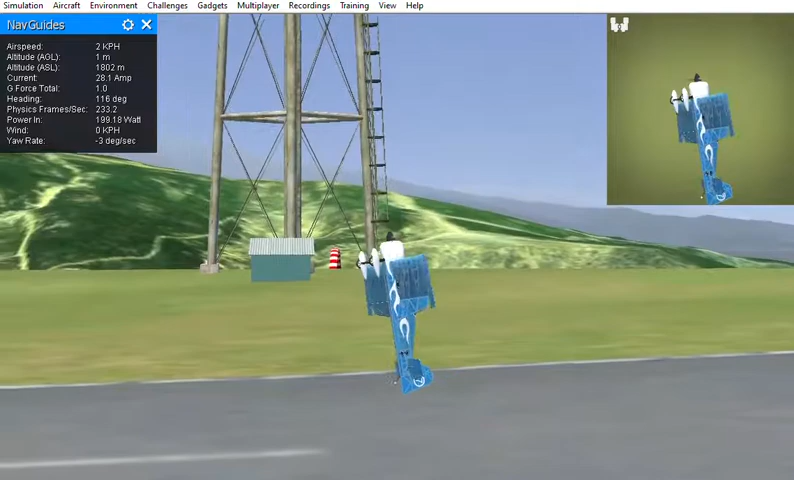 Simulation Aircraft Environment Challenges Gadgets Multiplayer Recordings Training View Help
NavGuides
Airspeed: 2 KPH
Altitude (AGL): 1 m
Altitude (ASL): 1802 m
Current: 28.1 Amp
G Force Total: 1.0
Heading: 116 deg
Physics Frames/Sec: 233.2
Power In: 199.18 Watt
Wind: 0 KPH
Yaw Rate: -3 deg/sec